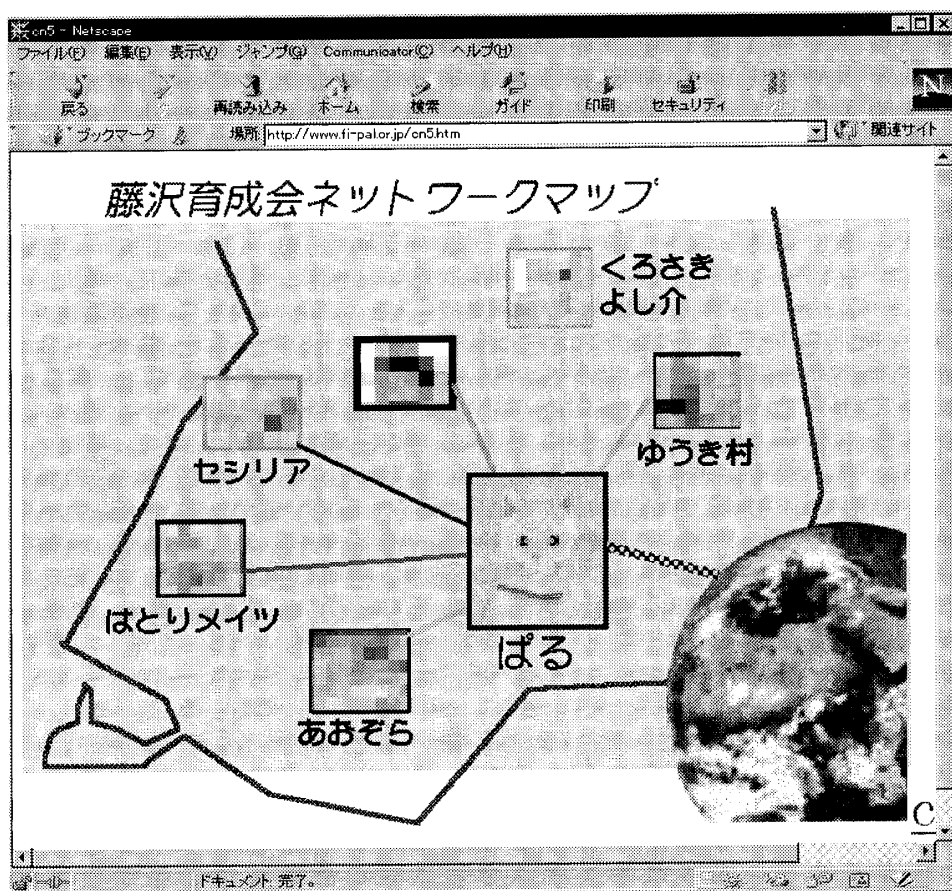 cn5 - Netscape
ファイル(F) 編集(E) 表示(V) ジャンプ(G) Communicator(C) ヘルプ(H)
戻る 再読み込み ホーム 検索 ガイド 印刷 セキュリティ
N
ブックマーク 場所: http://www.fi-pal.or.jp/cn5.htm 関連サイト
藤沢育成会ネットワークマップ
くろさき
よし介
ゆうき村
セシリア
はとりメイツ
ぱる
あおぞら
C
ドキュメント: 完了。